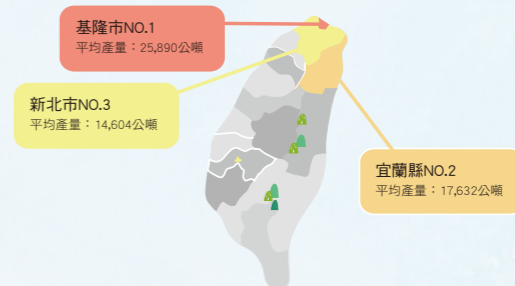 基隆市NO.1
平均產量：25,890公噸
新北市NO.3
平均產量：14,604公噸
宜蘭縣NO.2
平均產量：17,632公噸